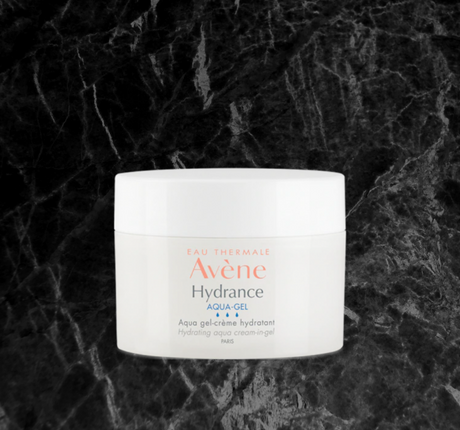 EAU THERMALE
Avène
Hydrance
AQUA-GEL
Aqua gel-crème hydratant
Hydrating aqua cream-in-gel
PARIS